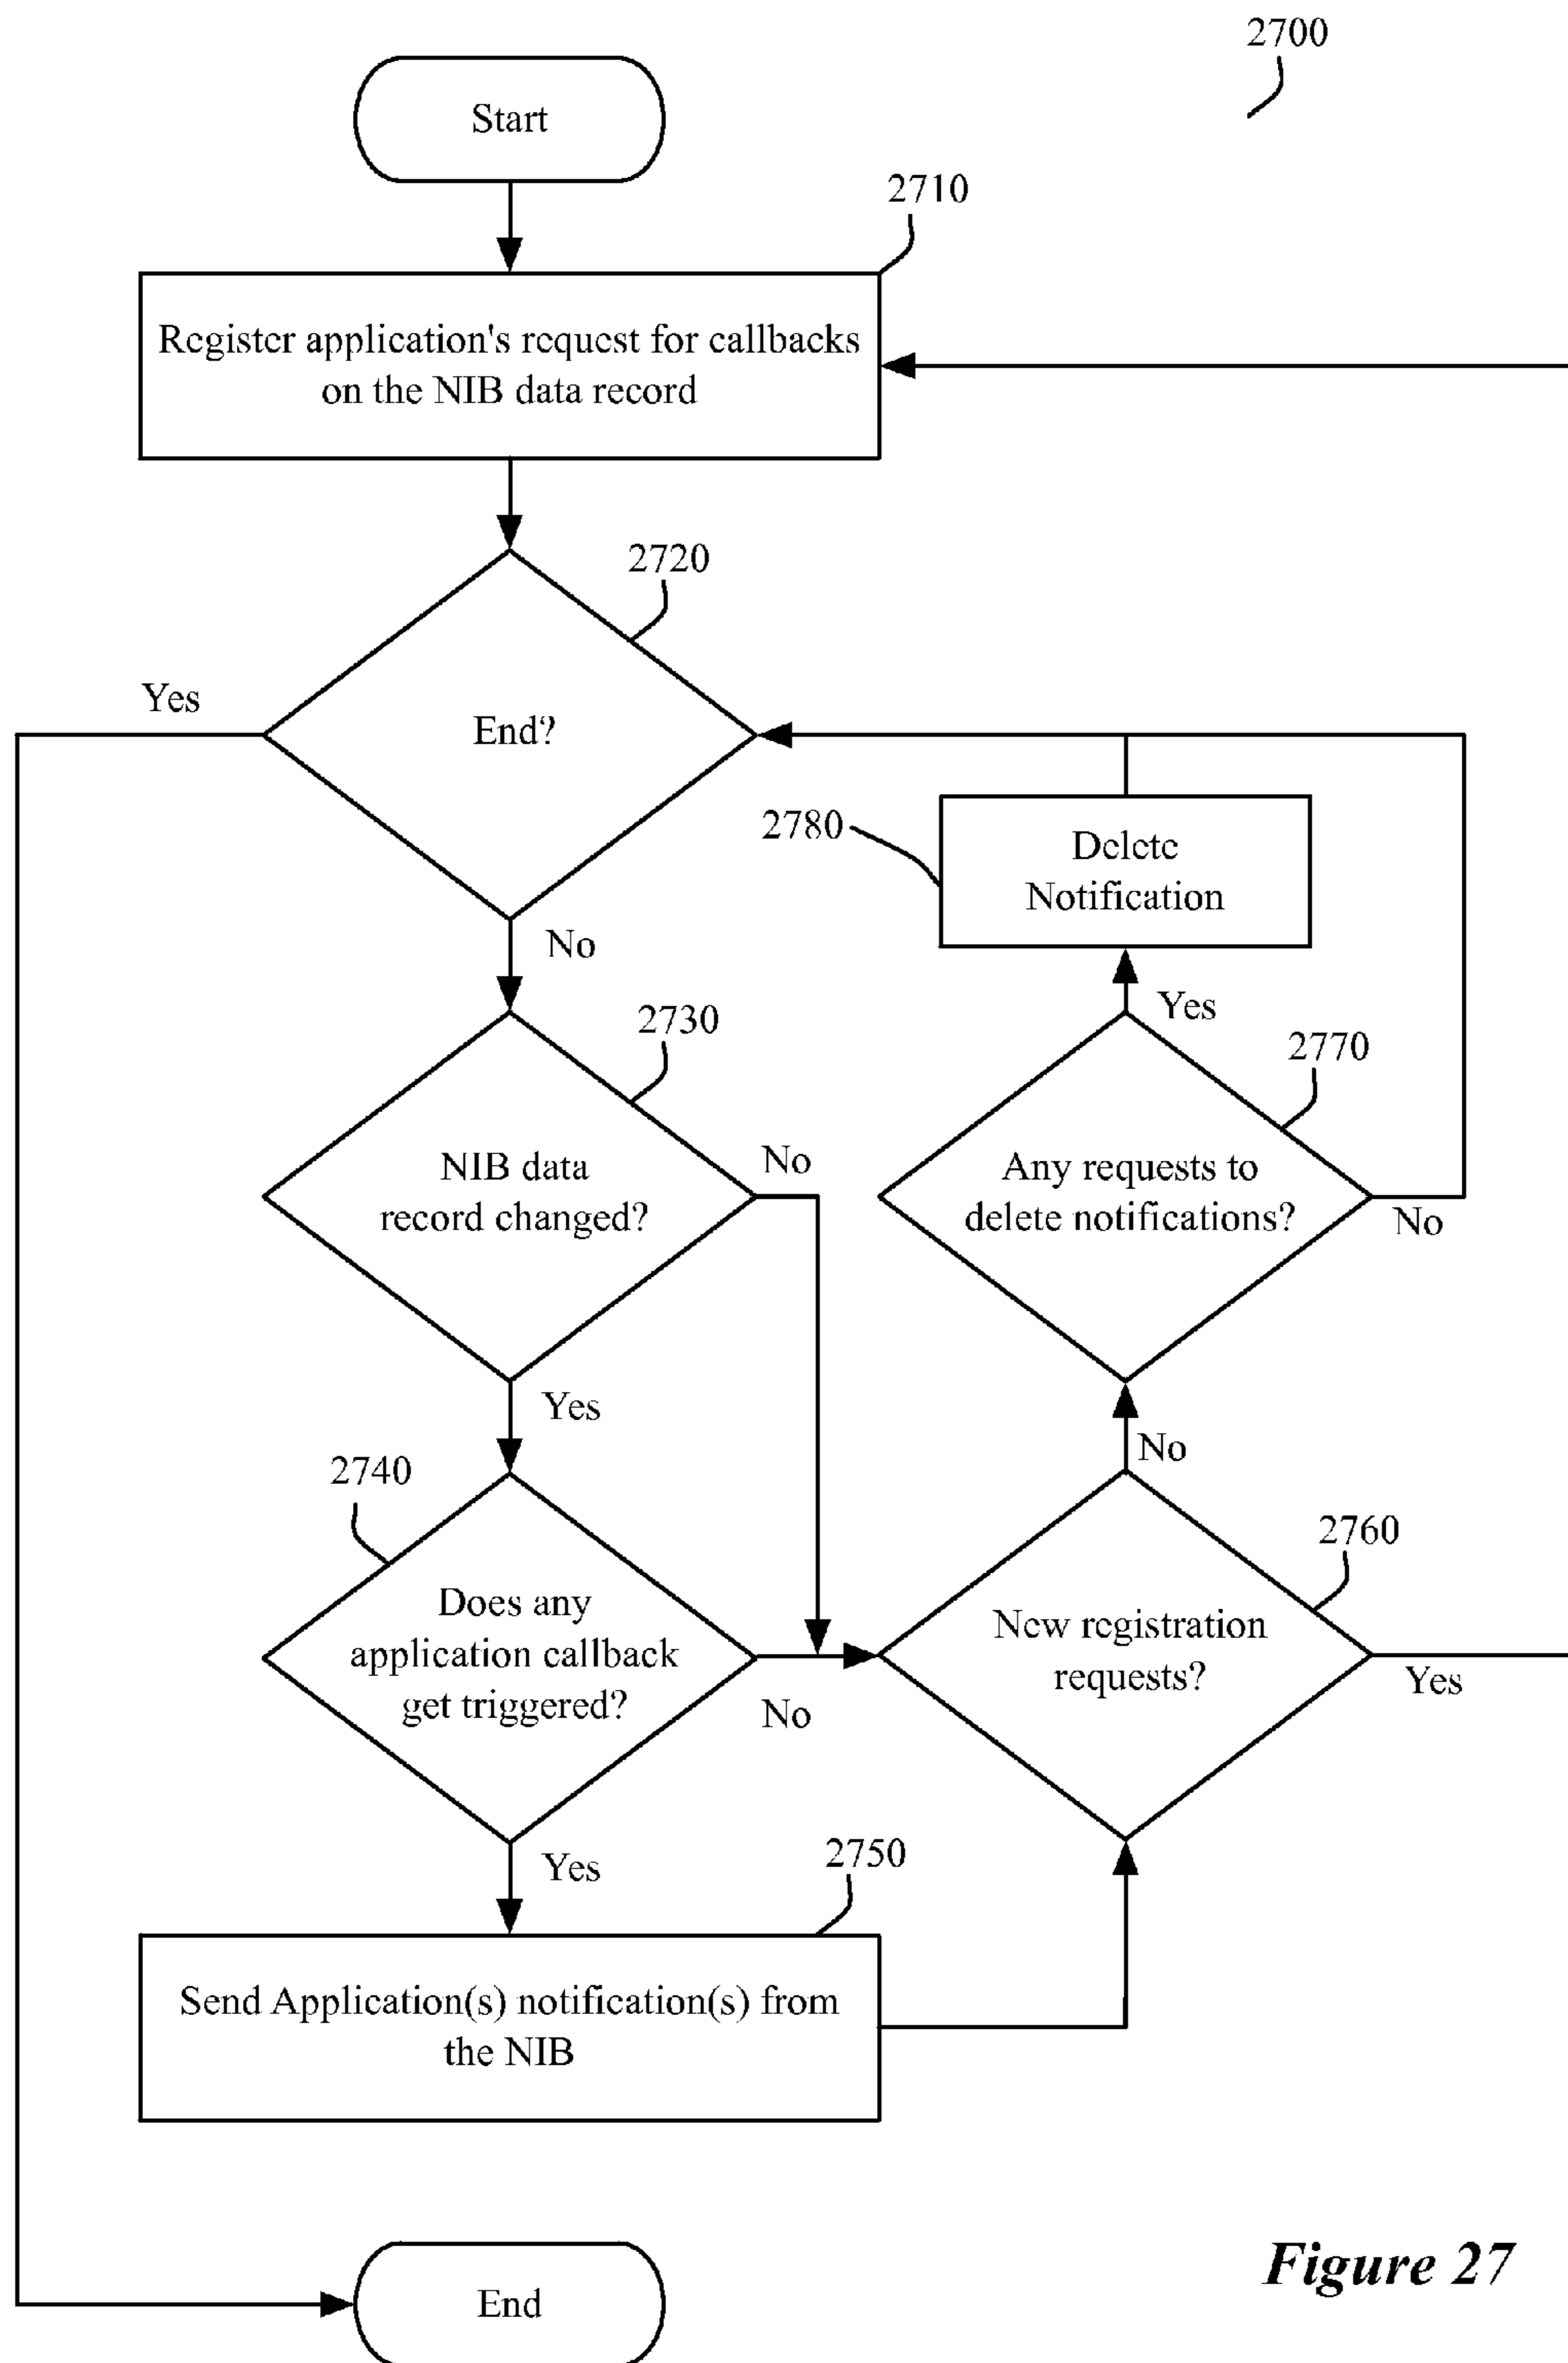 2700
Start
2710
Register application's request for callbacks
on the NIB data record
2720
Yes
End?
2780
Delete
Notification
No
Yes
2730
2770
NIB data
record changed?
No
Any requests to
delete notifications?
No
Yes
No
2740
2760
Does any
application callback
get triggered?
No
New registration
requests?
Yes
Yes
2750
Send Application(s) notification(s) from
the NIB
End
Figure 27